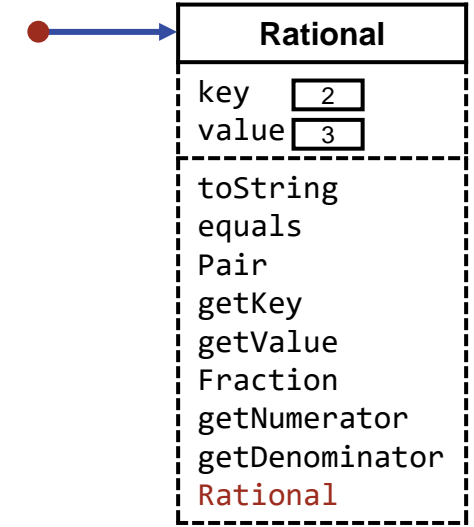 Rational
key 2
value 3
toString
equals
Pair
getKey
getValue
Fraction
getNumerator
getDenominator
Rational